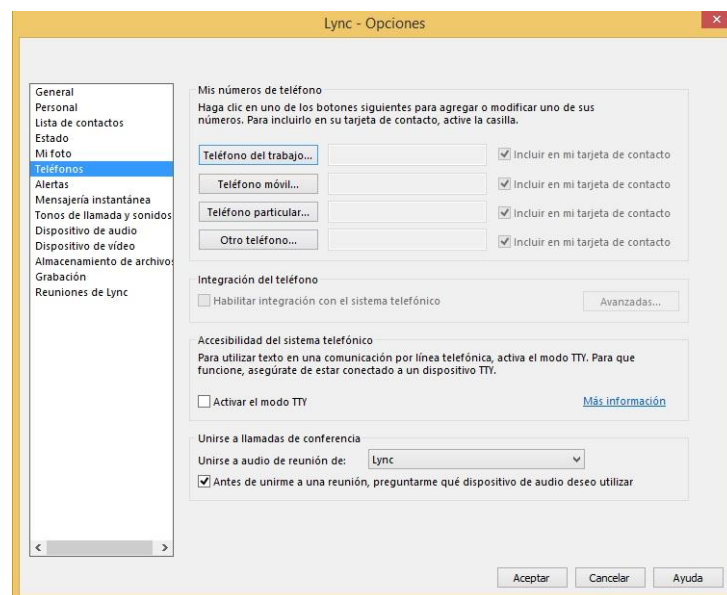 Lync - Opciones
General
Personal
Lista de contactos
Estado
Mi foto
Teléfonos
Alertas
Mensajería instantánea
Tonos de llamada y sonidos
Dispositivo de audio
Dispositivo de vídeo
Almacenamiento de archivos
Grabación
Reuniones de Lync
Mis números de teléfono
Haga clic en uno de los botones siguientes para agregar o modificar uno de sus
números. Para incluirlo en su tarjeta de contacto, active la casilla.
Teléfono del trabajo... Incluir en mi tarjeta de contacto
Teléfono móvil... Incluir en mi tarjeta de contacto
Teléfono particular... Incluir en mi tarjeta de contacto
Otro teléfono... Incluir en mi tarjeta de contacto
Integración del teléfono
Habilitar integración con el sistema telefónico Avanzadas...
Accesibilidad del sistema telefónico
Para utilizar texto en una comunicación por línea telefónica, activa el modo TTY. Para que
funcione, asegúrate de estar conectado a un dispositivo TTY.
Activar el modo TTY Más información
Unirse a llamadas de conferencia
Unirse a audio de reunión de: Lync
Antes de unirme a una reunión, preguntarme qué dispositivo de audio deseo utilizar
Aceptar Cancelar Ayuda